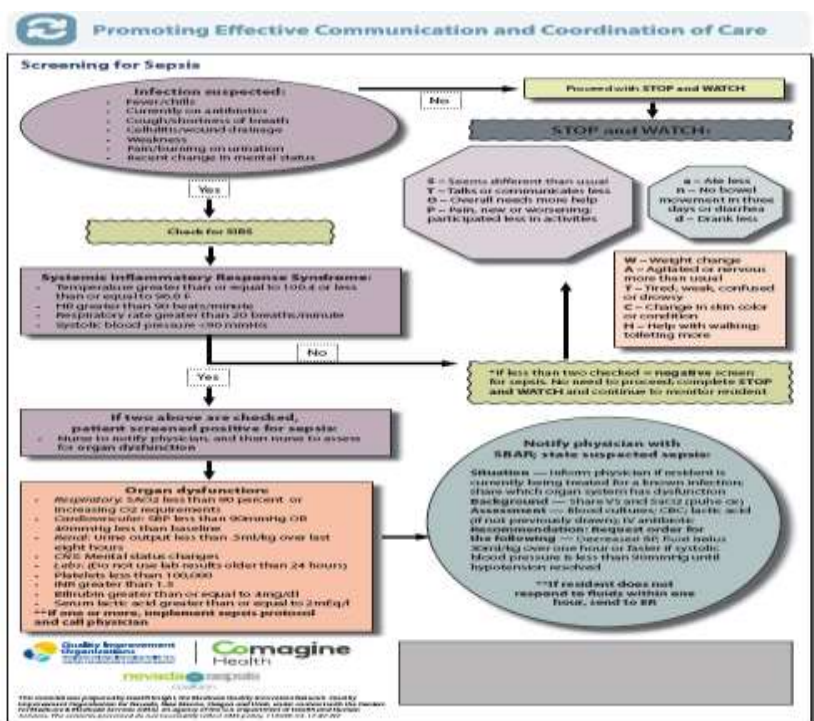 Promoting Effective Communication and Coordination of Care
Screening for Sepsis
Infection suspected:
- Fever/chills
- Currently on antibiotics
- Cough/shortness of breath
- Cellulitis/wound drainage
- Weakness
- Pain/burning on urination
- Recent change in mental status
No
Proceed with STOP and WATCH
STOP and WATCH:
S – Seems different than usual
T – Talks or communicates less
O – Overall needs more help
P – Pain, new or worsening;
participated less in activities
a – Ate less
n – No bowel
movement in three
days or diarrhea
d – Drank less
W – Weight change
A – Agitated or nervous
more than usual
T – Tired, weak, confused
or drowsy
C – Change in skin color
or condition
H – Help with walking;
toileting more
Yes
Check for SIRS
Systemic Inflammatory Response Syndrome:
- Temperature greater than or equal to 100.4 or less
than or equal to 96.8 F
- HR greater than 90 beats/minute
- Respiratory rate greater than 20 breaths/minute
- Systolic blood pressure <90 mmHg
No
Yes
*If less than two checked = negative screen
for sepsis. No need to proceed; complete STOP
and WATCH and continue to monitor resident
If two above are checked,
patient screened positive for sepsis:
- Nurse to notify physician, and then nurse to assess
for organ dysfunction
Organ dysfunction:
- Respiratory: SAO2 less than 90 percent or
increasing O2 requirements
- Cardiovascular: SBP less than 90mmHg OR
40mmHg less than baseline
- Renal: Urine output less than .5ml/kg over last
eight hours
- CNS: Mental status changes
- Labs: (Do not use lab results older than 24 hours)
- Platelets less than 100,000
- INR greater than 1.5
- Bilirubin greater than or equal to 4mg/dl
- Serum lactic acid greater than or equal to 2mEq/l
**If one or more, implement sepsis protocol
and call physician
Notify physician with
SBAR; state suspected sepsis:
Situation — Inform physician if resident is
currently being treated for a known infection;
share which organ system has dysfunction
Background — Share VS and SaO2 (pulse ox)
Assessment — Blood cultures; CBC; lactic acid
(if not previously drawn); IV antibiotic
Recommendation: Request order for
the following — Decreased BP, fluid bolus
30ml/kg over one hour or faster if systolic
blood pressure is less than 90mmHg until
hypotension resolved
**If resident does not
respond to fluids within one
hour, send to ER
Quality Improvement
Organizations
Comagine
Health
nevada sepsis